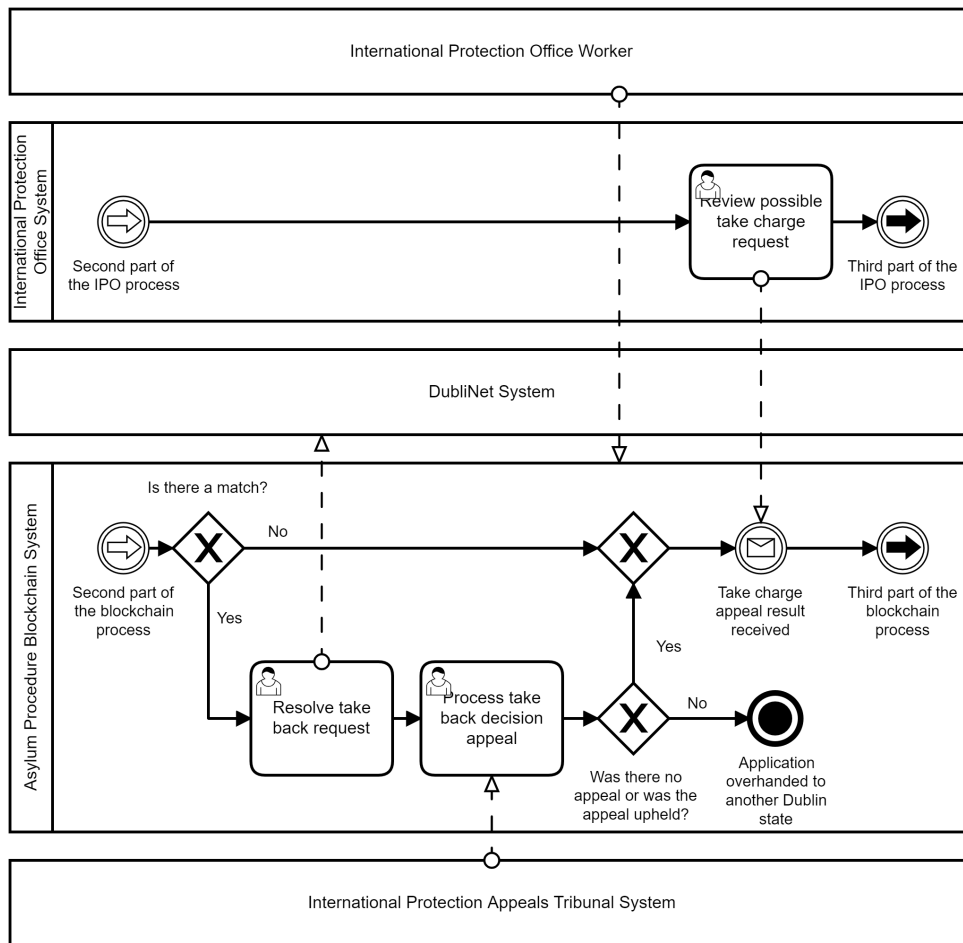 International Protection Office Worker
International Protection
Office System
Second part of
the IPO process
Review possible
take charge
request
Third part of the
IPO process
DubliNet System
Asylum Procedure Blockchain System
Is there a match?
Second part of
the blockchain
process
No
Yes
Resolve take
back request
Process take
back decision
appeal
Yes
No
Was there no
appeal or was the
appeal upheld?
Take charge
appeal result
received
Third part of the
blockchain
process
Application
overhanded to
another Dublin
state
International Protection Appeals Tribunal System